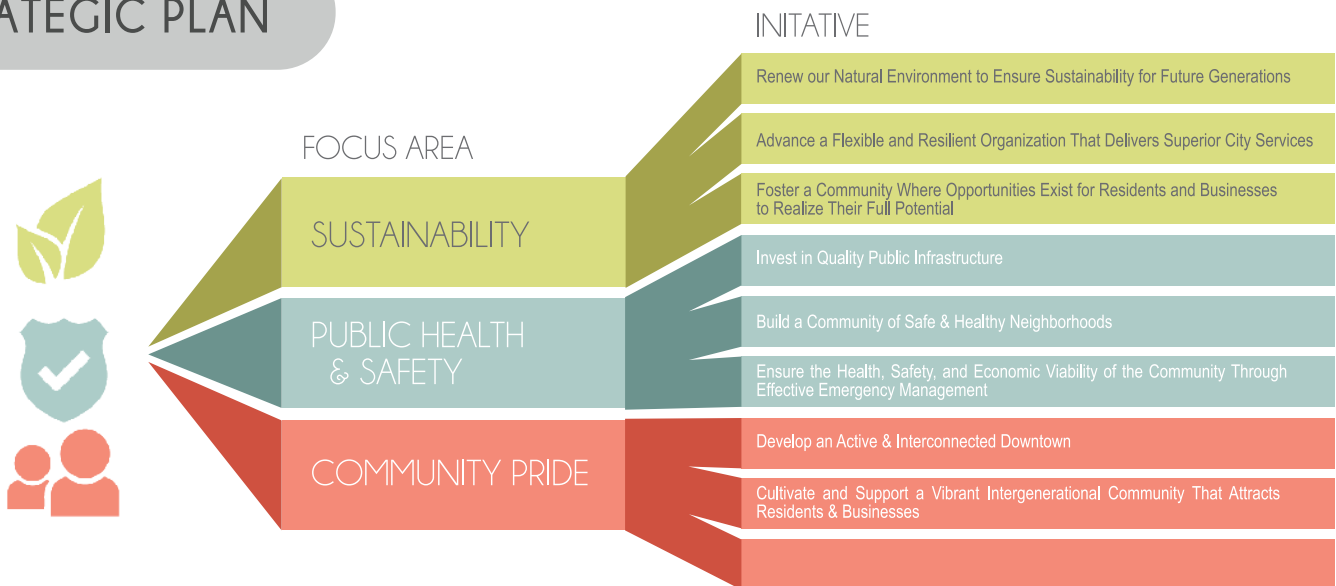 ATEGIC PLAN
INITATIVE
Renew our Natural Environment to Ensure Sustainability for Future Generations
Advance a Flexible and Resilient Organization That Delivers Superior City Services
FOCUS AREA
Foster a Community Where Opportunities Exist for Residents and Businesses
to Realize Their Full Potential
SUSTAINABILITY
Invest in Quality Public Infrastructure
PUBLIC HEALTH
& SAFETY
Build a Community of Safe & Healthy Neighborhoods
Ensure the Health, Safety, and Economic Viability of the Community Through
Effective Emergency Management
COMMUNITY PRIDE
Develop an Active & Interconnected Downtown
Cultivate and Support a Vibrant Intergenerational Community That Attracts
Residents & Businesses